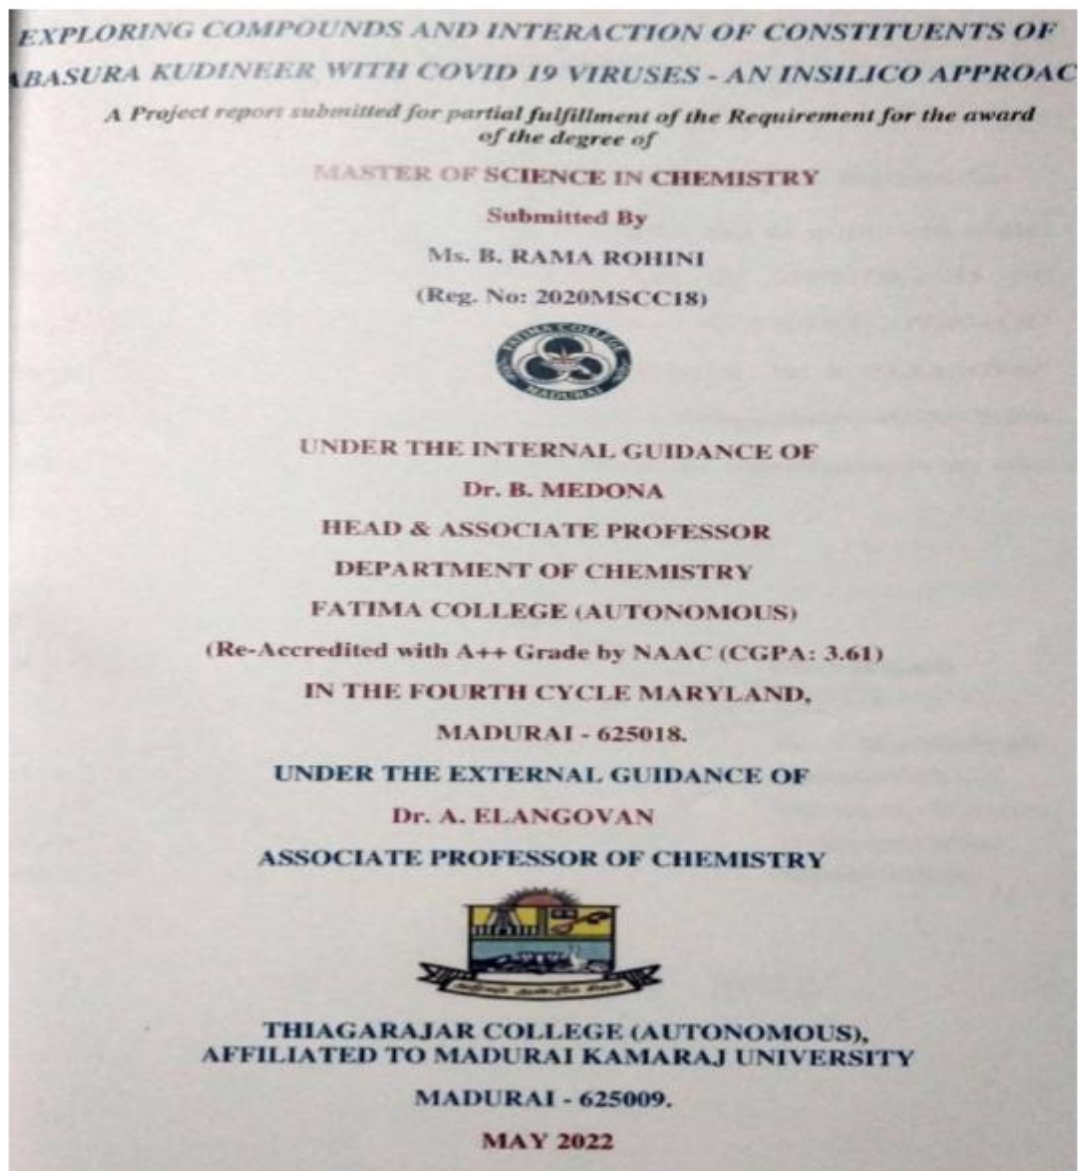 EXPLORING COMPOUNDS AND INTERACTION OF CONSTITUENTS OF
ABASURA KUDINEER WITH COVID 19 VIRUSES - AN INSILICO APPROAC
A Project report submitted for partial fulfillment of the Requirement for the award
of the degree of
MASTER OF SCIENCE IN CHEMISTRY
Submitted By
Ms. B. RAMA ROHINI
(Reg. No: 2020MSCC18)
FATIMA COLLEGE
MADURAI
UNDER THE INTERNAL GUIDANCE OF
Dr. B. MEDONA
HEAD & ASSOCIATE PROFESSOR
DEPARTMENT OF CHEMISTRY
FATIMA COLLEGE (AUTONOMOUS)
(Re-Accredited with A++ Grade by NAAC (CGPA: 3.61)
IN THE FOURTH CYCLE MARYLAND,
MADURAI - 625018.
UNDER THE EXTERNAL GUIDANCE OF
Dr. A. ELANGOVAN
ASSOCIATE PROFESSOR OF CHEMISTRY
THIAGARAJAR COLLEGE (AUTONOMOUS),
AFFILIATED TO MADURAI KAMARAJ UNIVERSITY
MADURAI - 625009.
MAY 2022